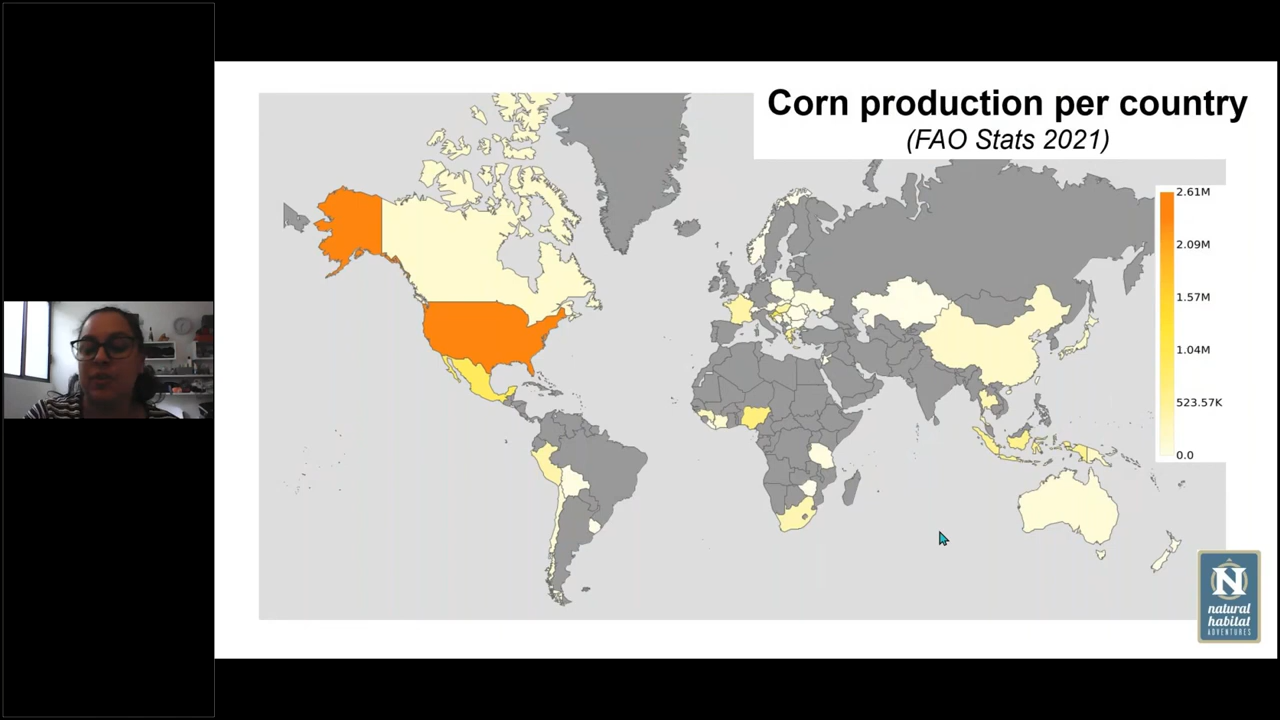 Corn production per country
(FAO Stats 2021)
2.61M
2.09M
1.57M
1.04M
523.57K
0.0
N
natural
habitat
ADVENTURES